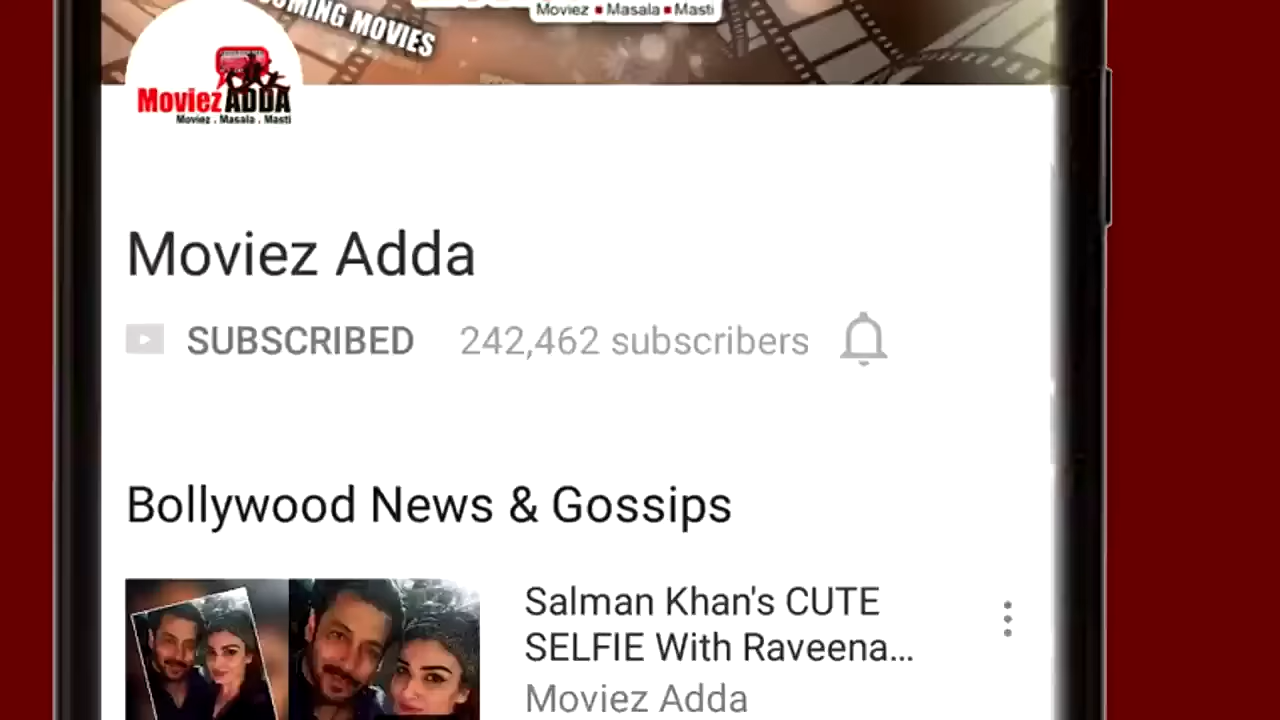 Moviez ▪ Masala ▪ Masti
OMING MOVIES
MoviezADDA
Moviez . Masala . Masti
Moviez Adda
SUBSCRIBED 242,462 subscribers
Bollywood News & Gossips
Salman Khan's CUTE
SELFIE With Raveena...
Moviez Adda